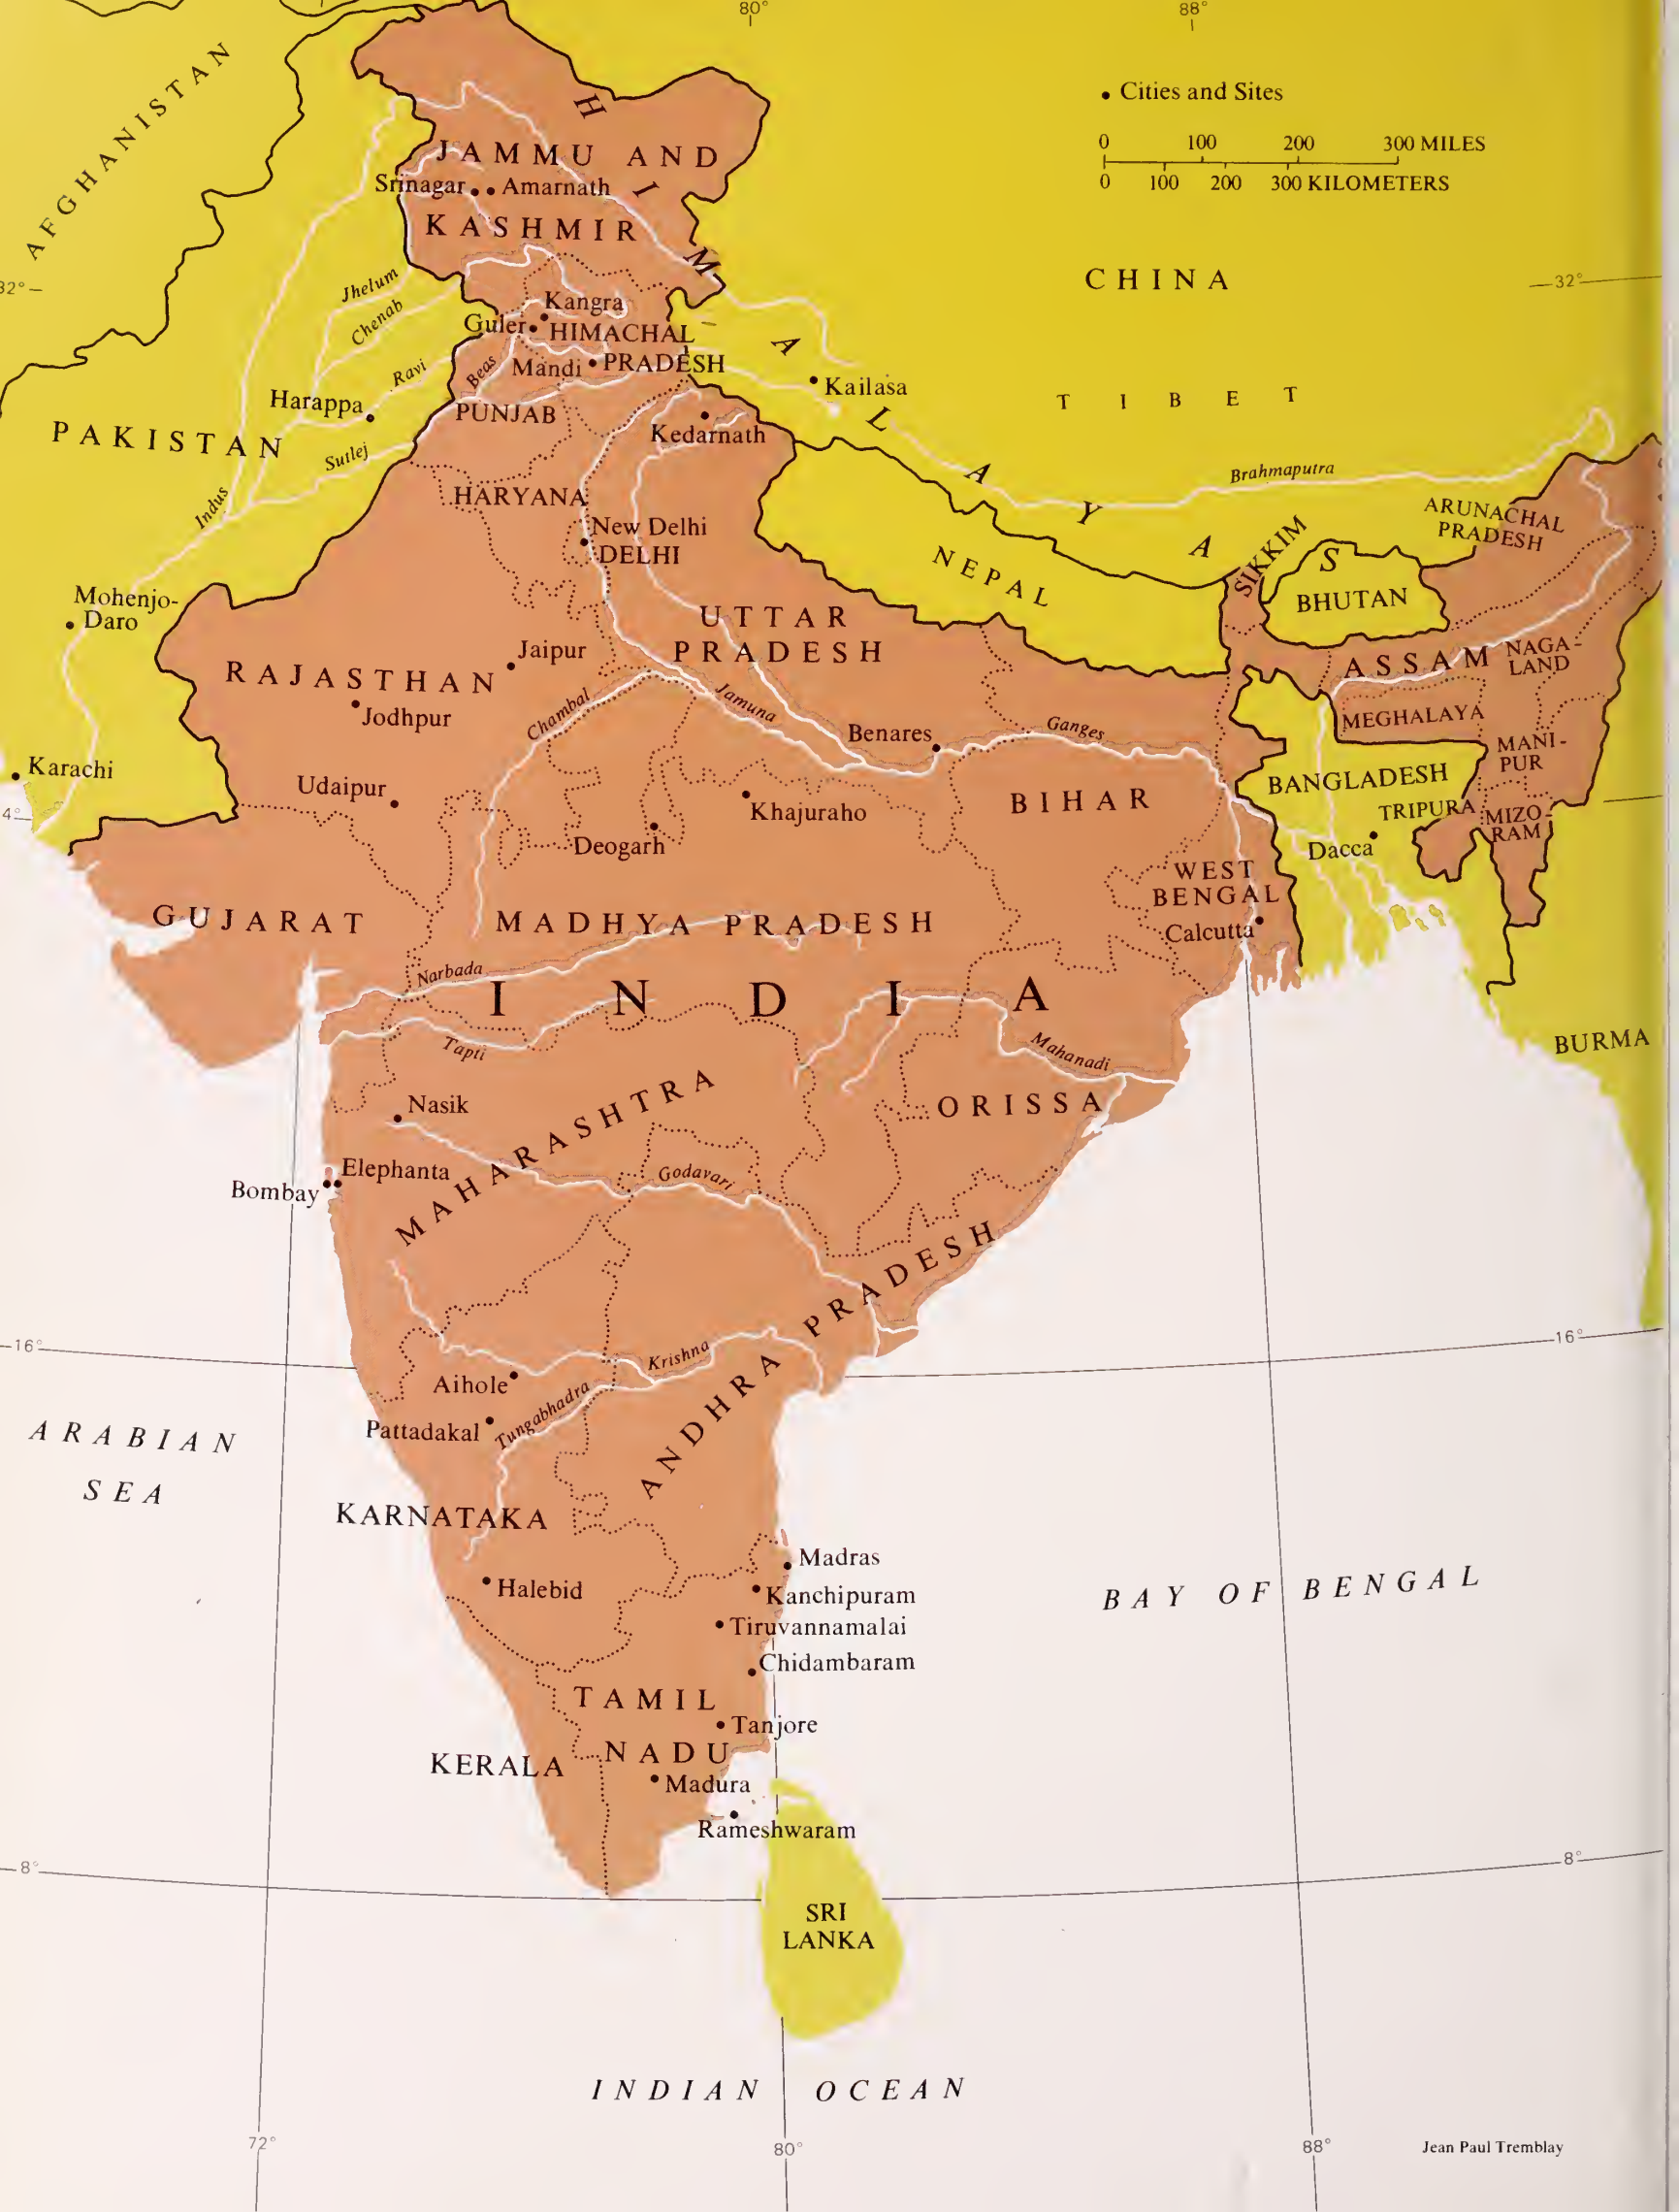 80°
88°
AFGHANISTAN
• Cities and Sites
0 100 200 300 MILES
0 100 200 300 KILOMETERS
HIMALAYAS
JAMMU AND
Srinagar
Amarnath
KASHMIR
CHINA
32°
32°
Jhelum
Chenab
Kangra
Guler
HIMACHAL
PRADESH
Mandi
Ravi
Beas
Kailasa
TIBET
Harappa
PUNJAB
Kedarnath
PAKISTAN
Sutlej
Brahmaputra
Indus
HARYANA
ARUNACHAL
PRADESH
New Delhi
DELHI
NEPAL
SIKKIM
BHUTAN
Mohenjo-
Daro
UTTAR
PRADESH
Jaipur
RAJASTHAN
ASSAM
NAGA-
LAND
Jodhpur
Chambal
Jamuna
Benares
Ganges
MEGHALAYA
MANI-
PUR
Karachi
Udaipur
Khajuraho
BIHAR
BANGLADESH
TRIPURA
MIZO-
RAM
4°
Deogarh
Dacca
WEST
BENGAL
GUJARAT
MADHYA PRADESH
Calcutta
Narbada
INDIA
Tapti
Mahanadi
BURMA
Nasik
MAHARASHTRA
ORISSA
Elephanta
Bombay
Godavari
ANDHRA PRADESH
16°
16°
Krishna
Aihole
Pattadakal
Tungabhadra
ARABIAN
SEA
KARNATAKA
Madras
Halebid
Kanchipuram
BAY OF BENGAL
Tiruvannamalai
Chidambaram
TAMIL
NADU
Tanjore
KERALA
Madura
Rameshwaram
8°
8°
SRI
LANKA
INDIAN OCEAN
72°
80°
88°
Jean Paul Tremblay